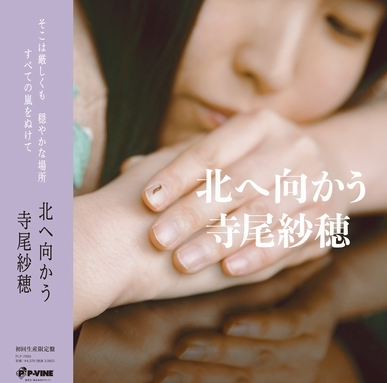 そこは厳しくも 穏やかな場所
すべての嵐をぬけて
北へ向かう
寺尾紗穂
初回生産限定盤
P-VINE
北へ向かう
寺尾紗穂